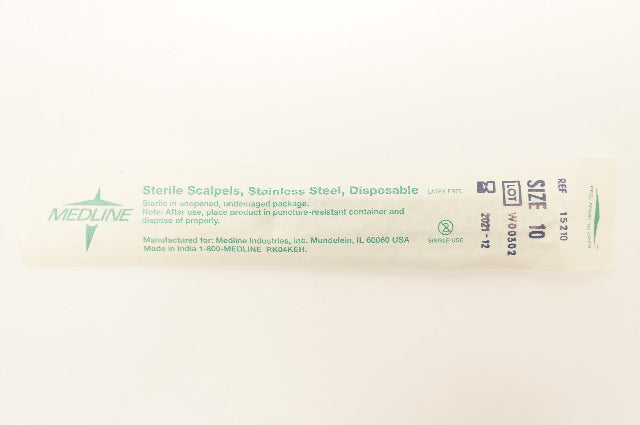 MEDLINE
Sterile Scalpels, Stainless Steel, Disposable
LATEX FREE
Sterile in unopened, undamaged package.
Note: After use, place product in puncture-resistant container and
dispose of properly.
SINGLE USE
Manufactured for: Medline Industries, Inc. Mundelein, IL 60060 USA
Made in India 1-800-MEDLINE RK04KEH.
2021-12
LOT W00302
SIZE 10
REF 15210